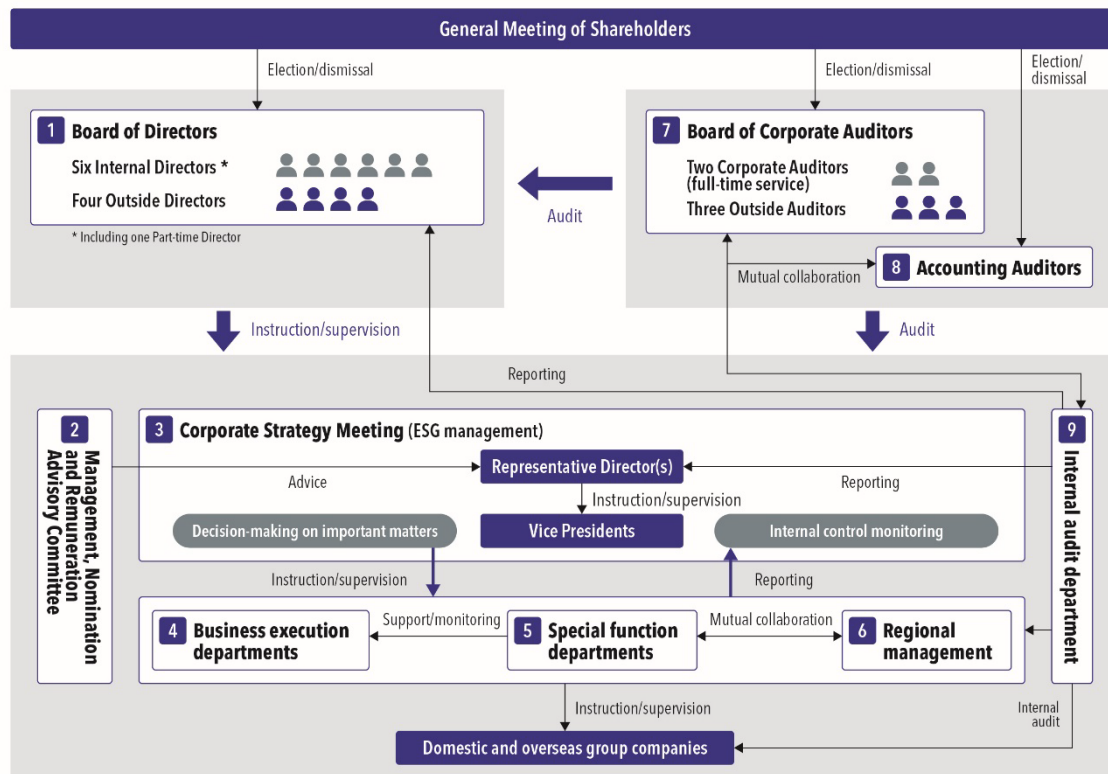 General Meeting of Shareholders
Election/dismissal
Election/dismissal
Election/
dismissal
1 Board of Directors
Six Internal Directors *
Four Outside Directors
* Including one Part-time Director
Audit
7 Board of Corporate Auditors
Two Corporate Auditors
(full-time service)
Three Outside Auditors
Mutual collaboration
8 Accounting Auditors
Instruction/supervision
Audit
Reporting
2 Management, Nomination
and Remuneration
Advisory Committee
3 Corporate Strategy Meeting (ESG management)
Representative Director(s)
Advice
Reporting
Instruction/supervision
Decision-making on important matters
Vice Presidents
Internal control monitoring
9 Internal audit department
Instruction/supervision
Reporting
4 Business execution
departments
Support/monitoring
5 Special function
departments
Mutual collaboration
6 Regional
management
Instruction/supervision
Internal
audit
Domestic and overseas group companies